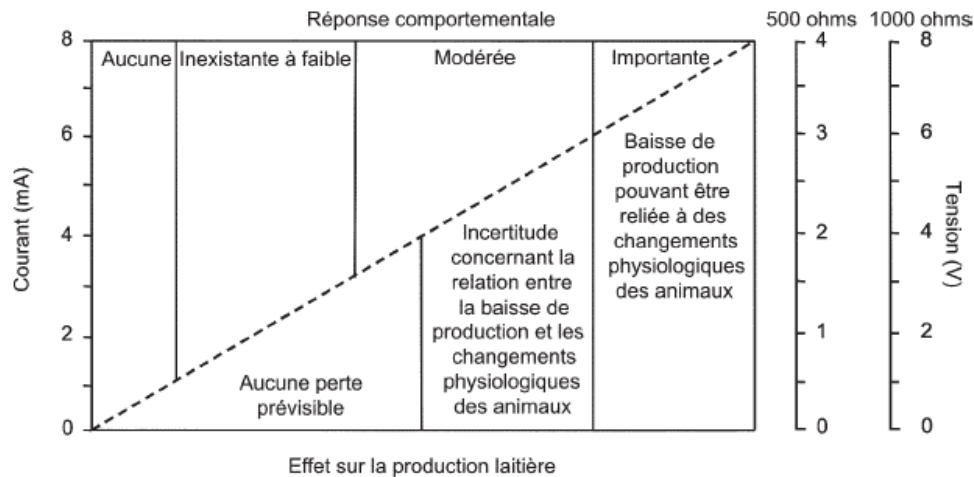 Réponse comportementale
500 ohms
1000 ohms
Aucune
Inexistante à faible
Modérée
Importante
8
6
4
2
0
Courant (mA)
Aucune perte
prévisible
Incertitude
concernant la
relation entre
la baisse de
production et les
changements
physiologiques
des animaux
Baisse de
production
pouvant être
reliée à des
changements
physiologiques
des animaux
4
3
2
1
0
8
6
4
2
0
Tension (V)
Effet sur la production laitière